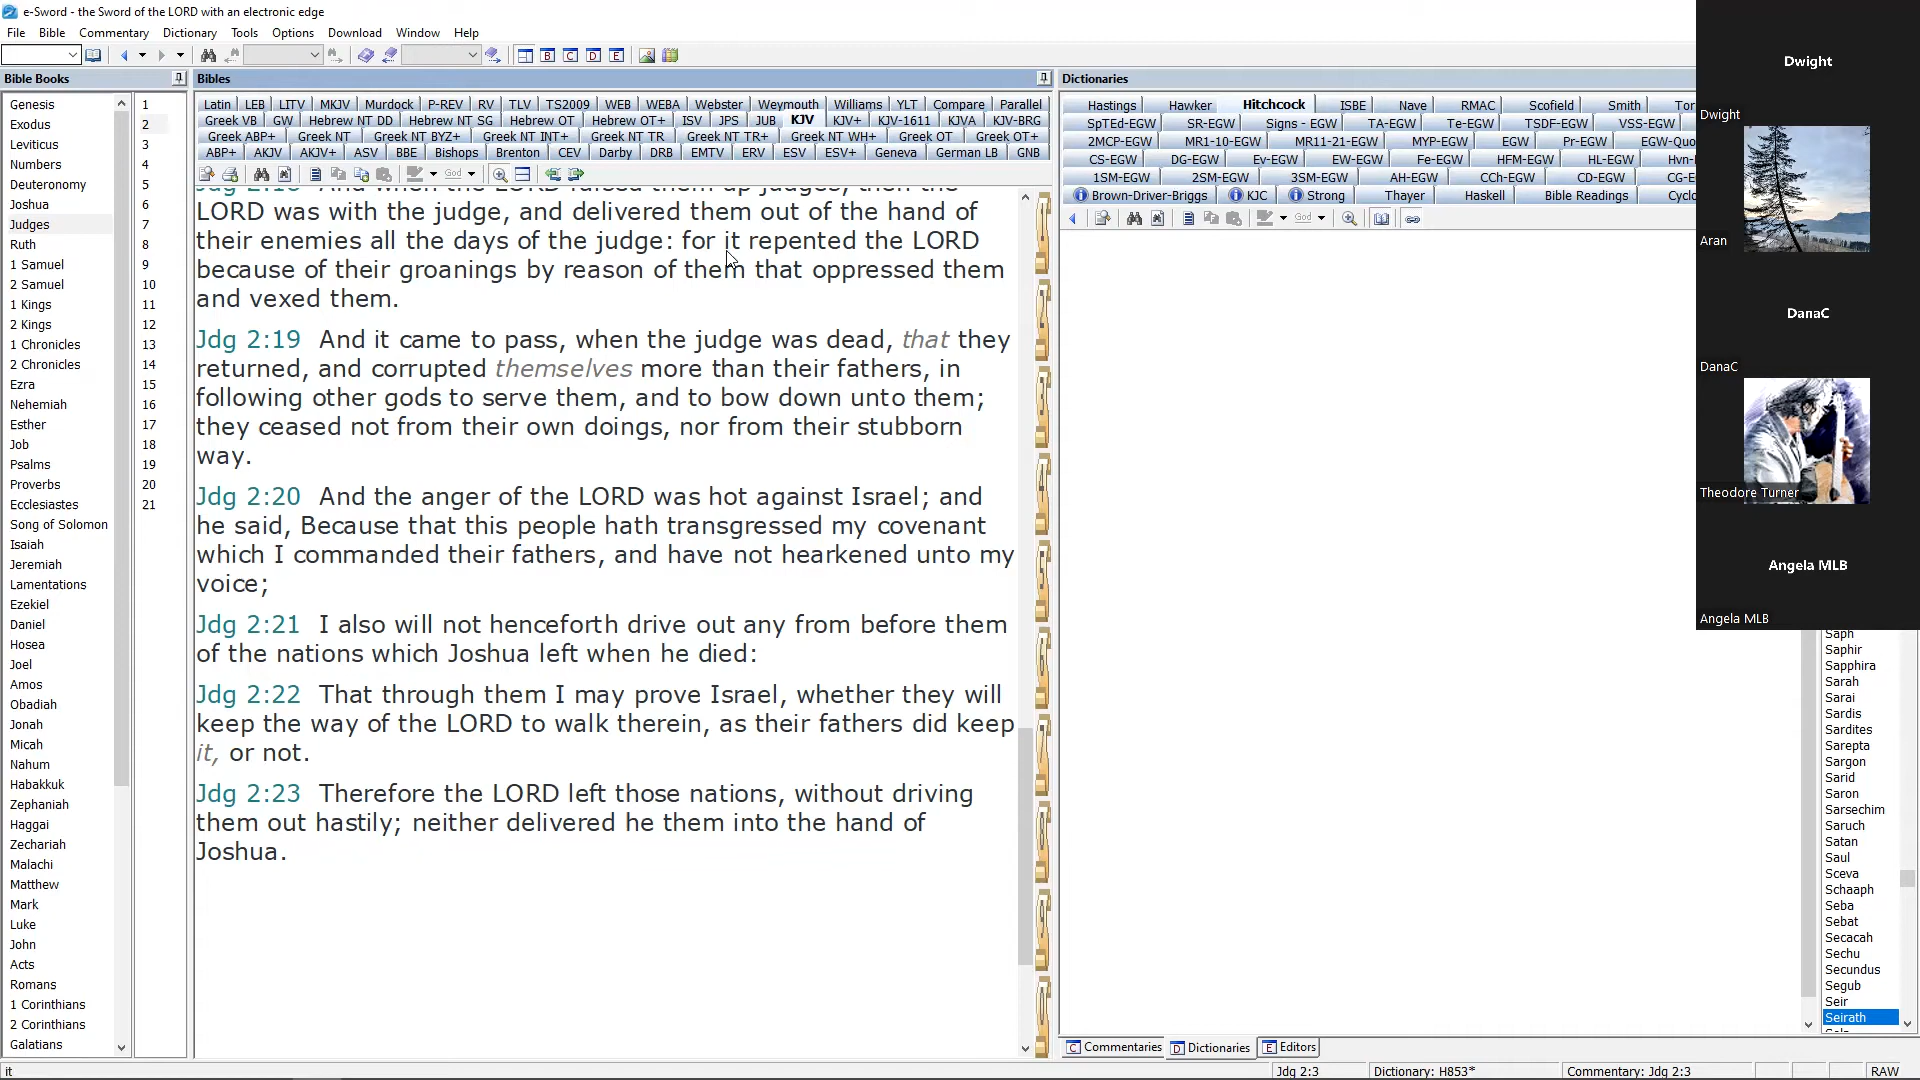 e-Sword - the Sword of the LORD with an electronic edge
File Bible Commentary Dictionary Tools Options Download Window Help
Bible Books
Genesis
Exodus
Leviticus
Numbers
Deuteronomy
Joshua
Judges
Ruth
1 Samuel
2 Samuel
1 Kings
2 Kings
1 Chronicles
2 Chronicles
Ezra
Nehemiah
Esther
Job
Psalms
Proverbs
Ecclesiastes
Song of Solomon
Isaiah
Jeremiah
Lamentations
Ezekiel
Daniel
Hosea
Joel
Amos
Obadiah
Jonah
Micah
Nahum
Habakkuk
Zephaniah
Haggai
Zechariah
Malachi
Matthew
Mark
Luke
John
Acts
Romans
1 Corinthians
2 Corinthians
Galatians
1
2
3
4
5
6
7
8
9
10
11
12
13
14
15
16
17
18
19
20
21
Bibles
Latin LEB LITV MKJV Murdock P-REV RV TLV TS2009 WEB WEBA Webster Weymouth Williams YLT Compare Parallel
Greek VB GW Hebrew NT DD Hebrew NT SG Hebrew OT Hebrew OT+ ISV JPS JUB KJV KJV+ KJV-1611 KJVA KJV-BRG
Greek ABP+ Greek NT Greek NT BYZ+ Greek NT INT+ Greek NT TR Greek NT TR+ Greek NT WH+ Greek OT Greek OT+
ABP+ AKJV AKJV+ ASV BBE Bishops Brenton CEV Darby DRB EMTV ERV ESV ESV+ Geneva German LB GNB
God
And when the LORD raised them up judges, then the
LORD was with the judge, and delivered them out of the hand of
their enemies all the days of the judge: for it repented the LORD
because of their groanings by reason of them that oppressed them
and vexed them.
Jdg 2:19 And it came to pass, when the judge was dead, that they
returned, and corrupted themselves more than their fathers, in
following other gods to serve them, and to bow down unto them;
they ceased not from their own doings, nor from their stubborn
way.
Jdg 2:20 And the anger of the LORD was hot against Israel; and
he said, Because that this people hath transgressed my covenant
which I commanded their fathers, and have not hearkened unto my
voice;
Jdg 2:21 I also will not henceforth drive out any from before them
of the nations which Joshua left when he died:
Jdg 2:22 That through them I may prove Israel, whether they will
keep the way of the LORD to walk therein, as their fathers did keep
it, or not.
Jdg 2:23 Therefore the LORD left those nations, without driving
them out hastily; neither delivered he them into the hand of
Joshua.
Dictionaries
Hastings Hawker Hitchcock ISBE Nave RMAC Scofield Smith
SpTEd-EGW SR-EGW Signs - EGW TA-EGW Te-EGW TSDF-EGW VSS-EGW
2MCP-EGW MR1-10-EGW MR11-21-EGW MYP-EGW EGW Pr-EGW
CS-EGW DG-EGW Ev-EGW EW-EGW Fe-EGW HFM-EGW HL-EGW
1SM-EGW 2SM-EGW 3SM-EGW AH-EGW CCh-EGW CD-EGW
Brown-Driver-Briggs KJC Strong Thayer Haskell Bible Readings
God
Dwight
Dwight
Aran
DanaC
DanaC
Theodore Turner
Angela MLB
Angela MLB
Saph
Saphir
Sapphira
Sarah
Sarai
Sardis
Sardites
Sarepta
Sargon
Sarid
Saron
Sarsechim
Saruch
Satan
Saul
Sceva
Schaaph
Seba
Sebat
Secacah
Sechu
Secundus
Segub
Seir
Seirath
Commentaries Dictionaries Editors
it Jdg 2:3 Dictionary: H853* Commentary: Jdg 2:3 RAW